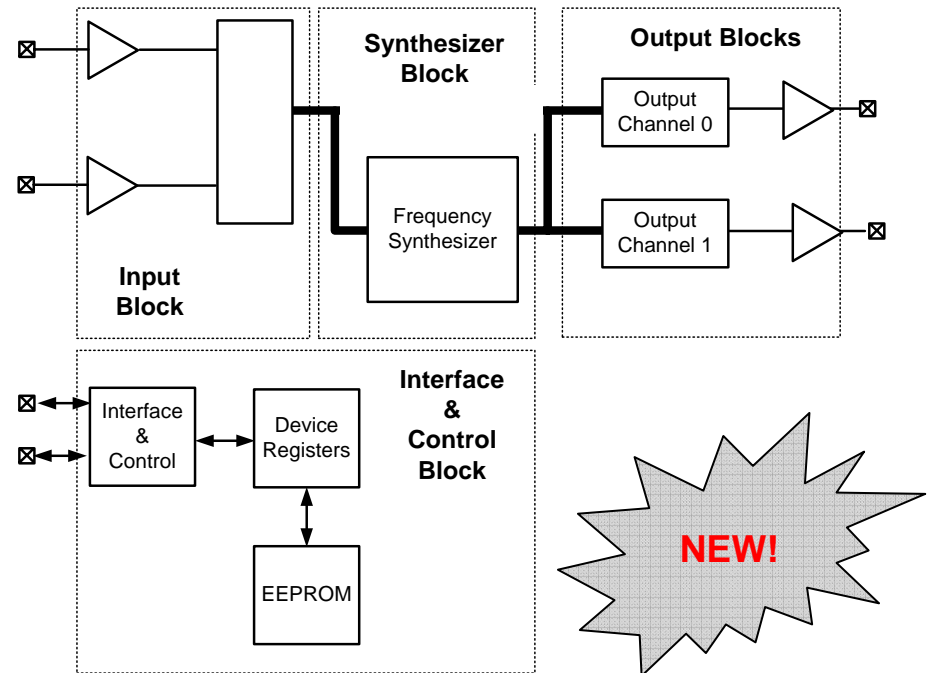 Synthesizer
Block
Output Blocks
Output
Channel 0
Frequency
Synthesizer
Output
Channel 1
Input
Block
Interface
&
Control
Block
Interface
&
Control
Device
Registers
EEPROM
NEW!